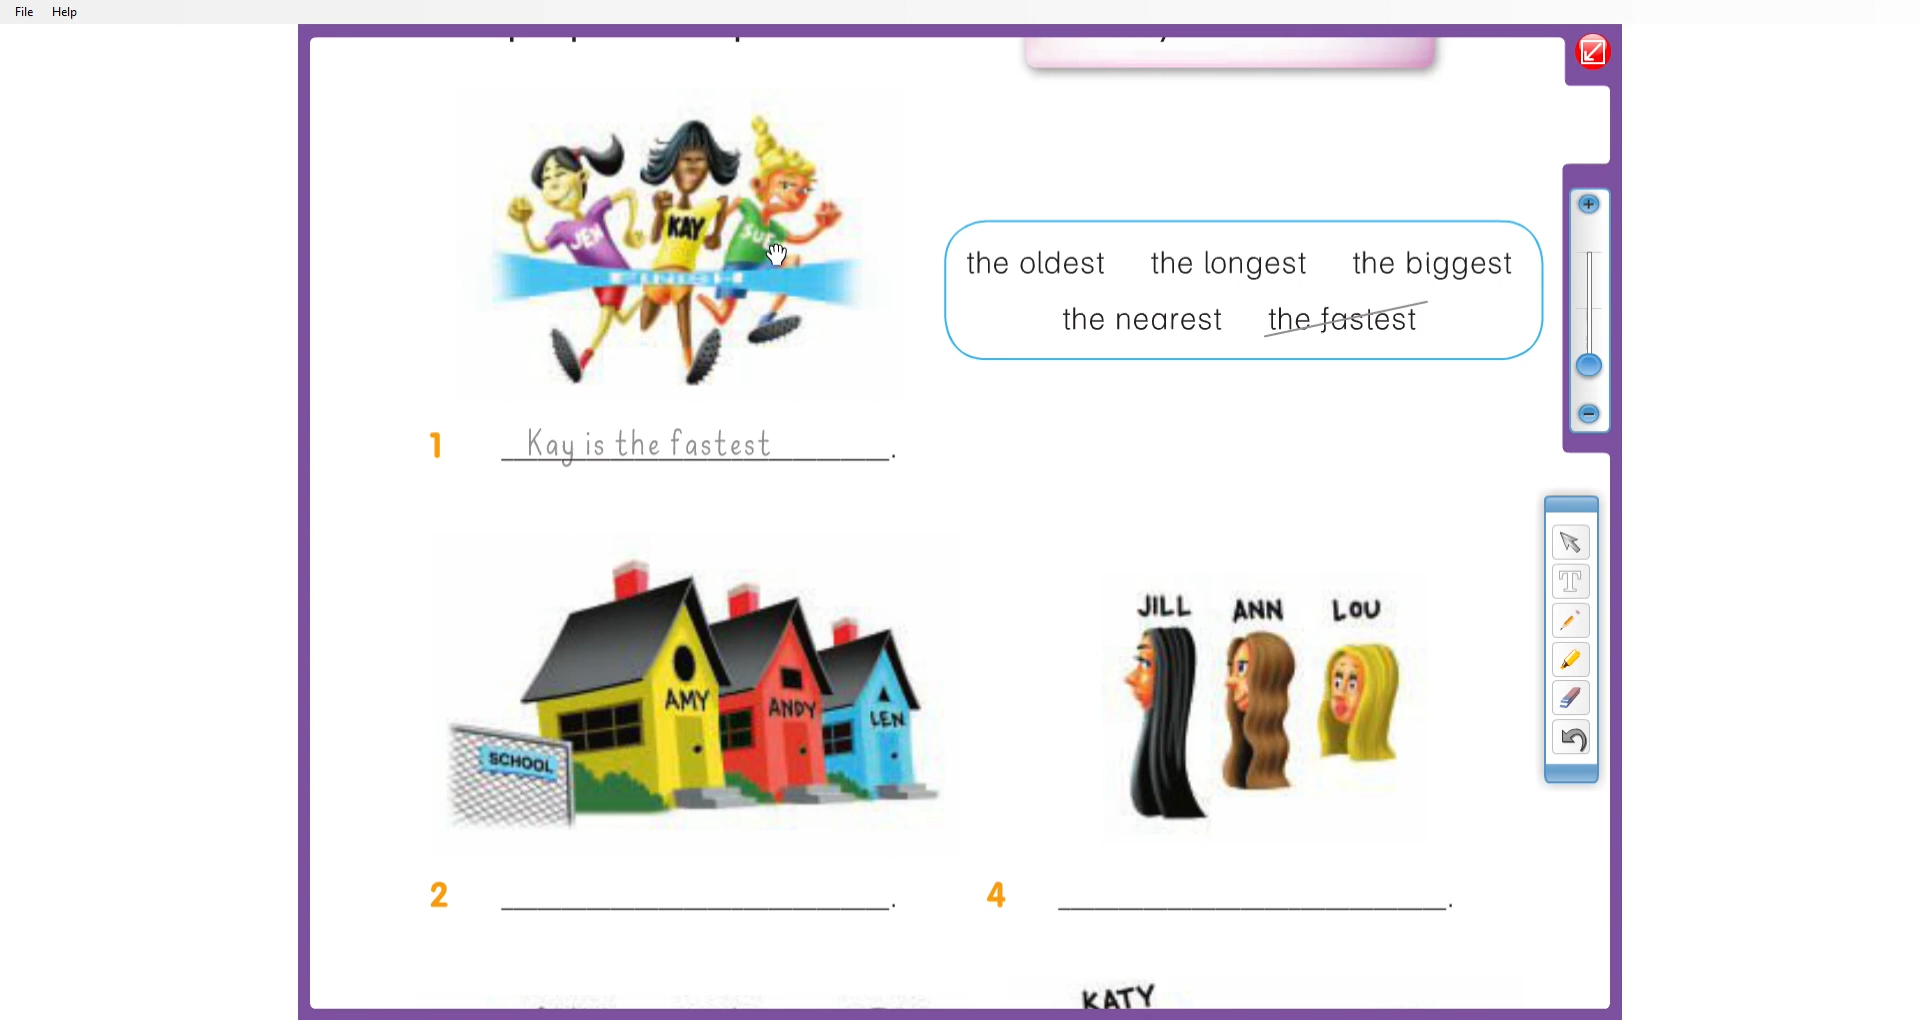 File Help
JEN
KAY
SUE
the oldest the longest the biggest
the nearest the fastest
1 Kay is the fastest.
AMY
ANDY
LEN
SCHOOL
JILL ANN LOU
2 .
4 .
KATY